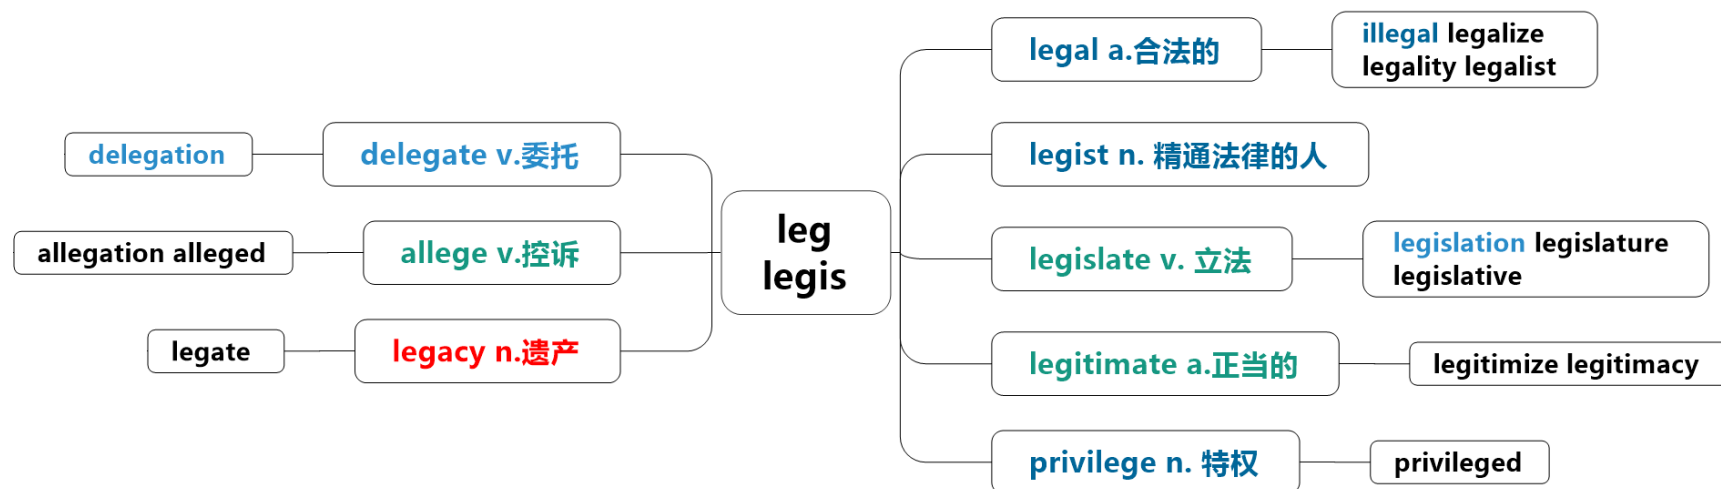 leg
legis
legal a.合法的
illegal legalize
legality legalist
legist n. 精通法律的人
legislate v. 立法
legislation legislature
legislative
legitimate a.正当的
legitimize legitimacy
privilege n. 特权
privileged
delegate v.委托
delegation
allege v.控诉
allegation alleged
legacy n.遗产
legate